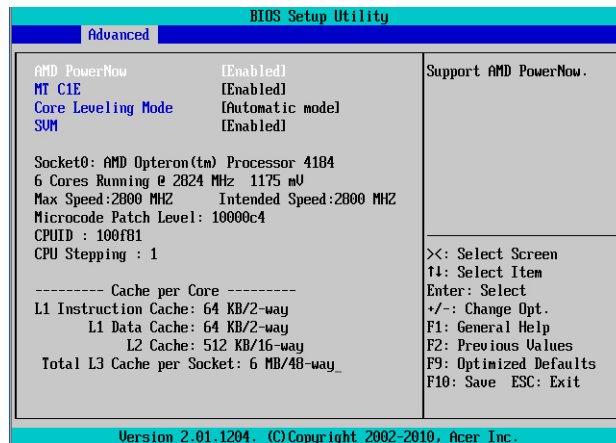 BIOS Setup Utility
Advanced
AMD PowerNow [Enabled]
MT C1E [Enabled]
Core Leveling Mode [Automatic mode]
SVM [Enabled]
Socket0: AMD Opteron(tm) Processor 4184
6 Cores Running @ 2824 MHz 1175 mV
Max Speed:2800 MHZ Intended Speed:2800 MHZ
Microcode Patch Level: 10000c4
CPUID : 100f81
CPU Stepping : 1
--------- Cache per Core ---------
L1 Instruction Cache: 64 KB/2-way
L1 Data Cache: 64 KB/2-way
L2 Cache: 512 KB/16-way
Total L3 Cache per Socket: 6 MB/48-way_
Support AMD PowerNow.
><: Select Screen
↑↓: Select Item
Enter: Select
+/-: Change Opt.
F1: General Help
F2: Previous Values
F9: Optimized Defaults
F10: Save ESC: Exit
Version 2.01.1204. (C)Copyright 2002-2010, Acer Inc.